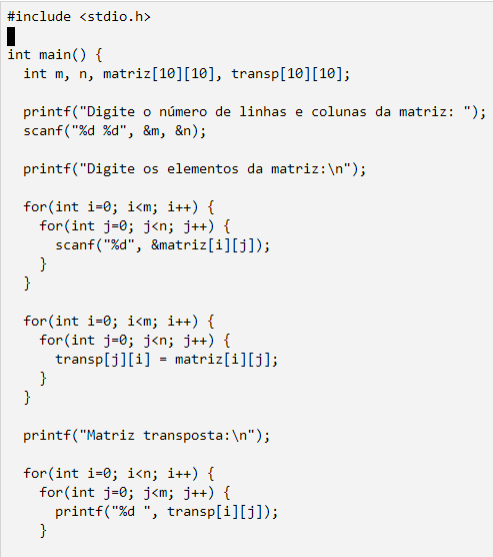 #include <stdio.h>
int main() {
int m, n, matriz[10][10], transp[10][10];
printf("Digite o número de linhas e colunas da matriz: ");
scanf("%d %d", &m, &n);
printf("Digite os elementos da matriz:\n");
for(int i=0; i<m; i++) {
for(int j=0; j<n; j++) {
scanf("%d", &matriz[i][j]);
}
}
for(int i=0; i<m; i++) {
for(int j=0; j<n; j++) {
transp[j][i] = matriz[i][j];
}
}
printf("Matriz transposta:\n");
for(int i=0; i<n; i++) {
for(int j=0; j<m; j++) {
printf("%d ", transp[i][j]);
}